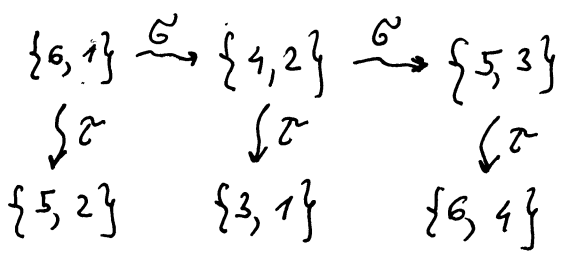 {6, 1} σ {4, 2} σ {5, 3}
τ τ τ
{5, 2} {3, 1} {6, 4}